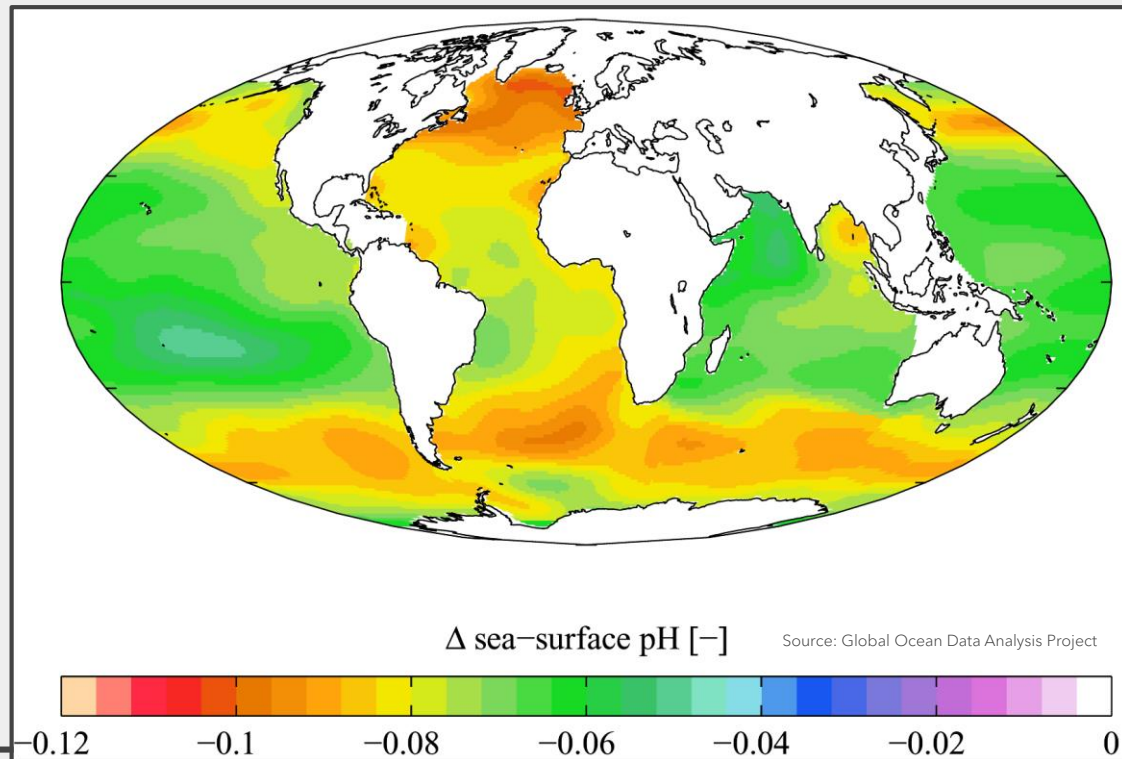 Δ sea−surface pH [−]
Source: Global Ocean Data Analysis Project
−0.12 −0.1 −0.08 −0.06 −0.04 −0.02 0